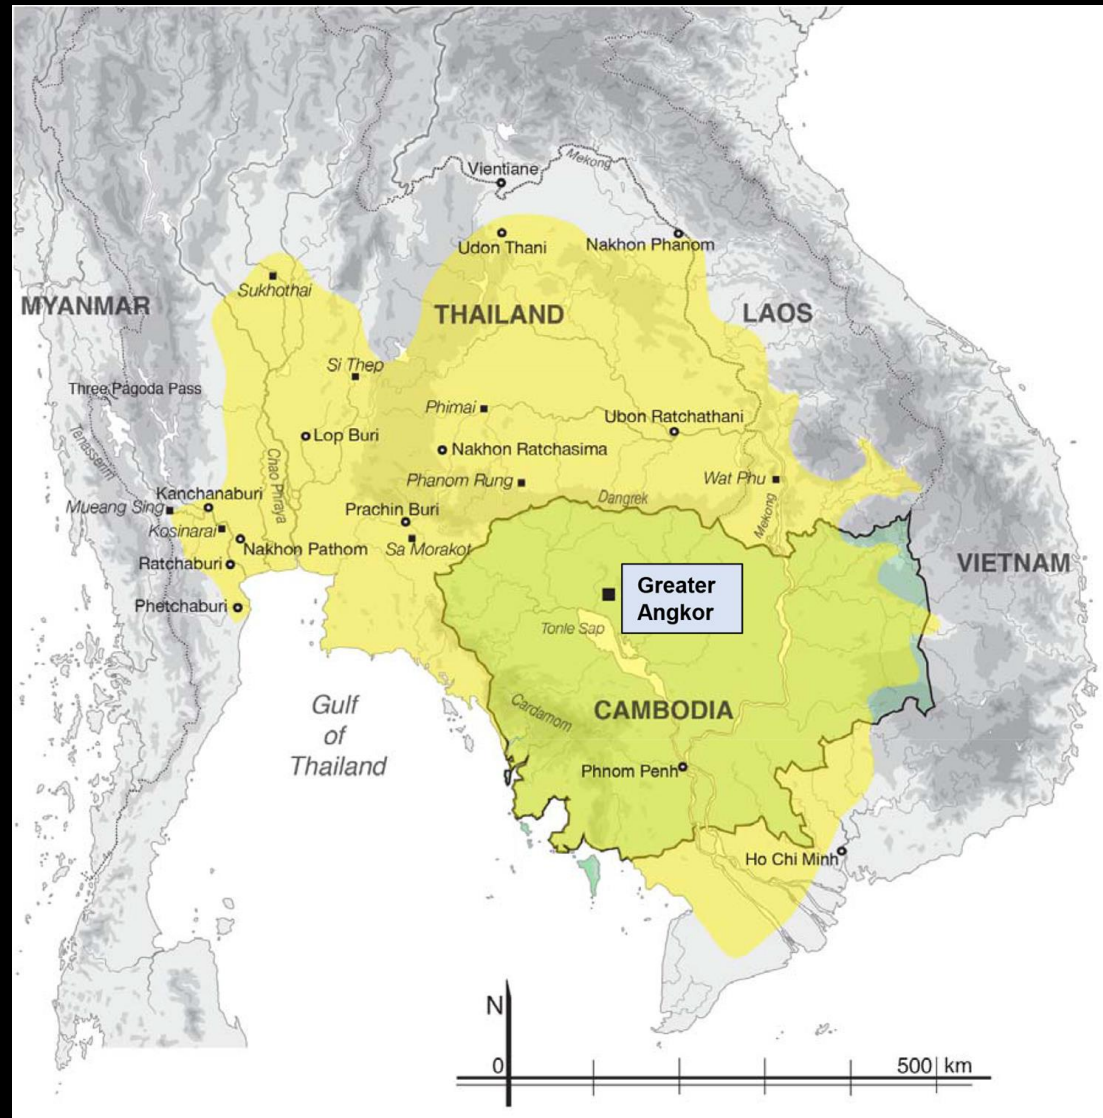 Mekong
Vientiane
Udon Thani
Nakhon Phanom
Sukhothai
MYANMAR
THAILAND
LAOS
Si Thep
Three Pagoda Pass
Phimai
Ubon Ratchathani
Lop Buri
Tenasserim
Nakhon Ratchasima
Chao Phraya
Phanom Rung
Wat Phu
Kanchanaburi
Dangrek
Mueang Sing
Prachin Buri
Mekong
Kosinarai
Nakhon Pathom
Sa Morakot
Ratchaburi
VIETNAM
Phetchaburi
Greater
Angkor
Tonle Sap
Gulf
of
Thailand
Cardamom
CAMBODIA
Phnom Penh
Ho Chi Minh
N
0
500 km